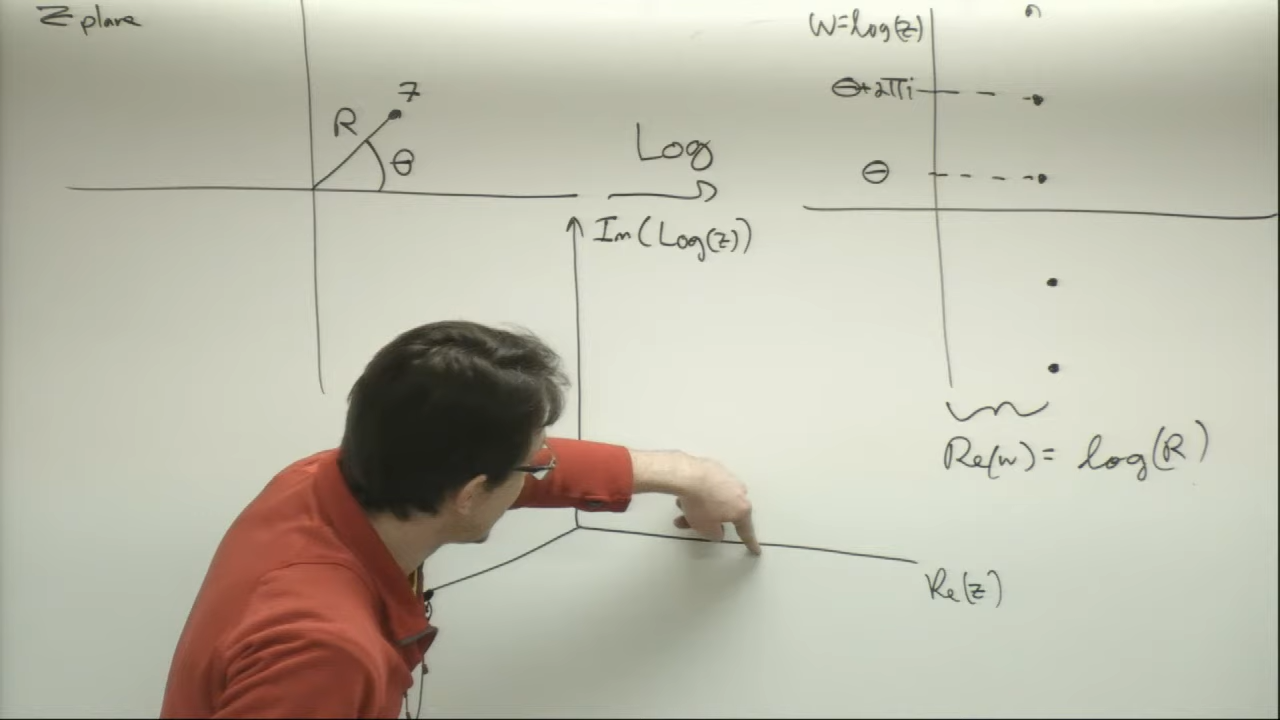 Z plane
z
R
θ
Log
W=log(z)
θ+2πi
θ
Im(Log(z))
Re(w) = log(R)
Re(z)